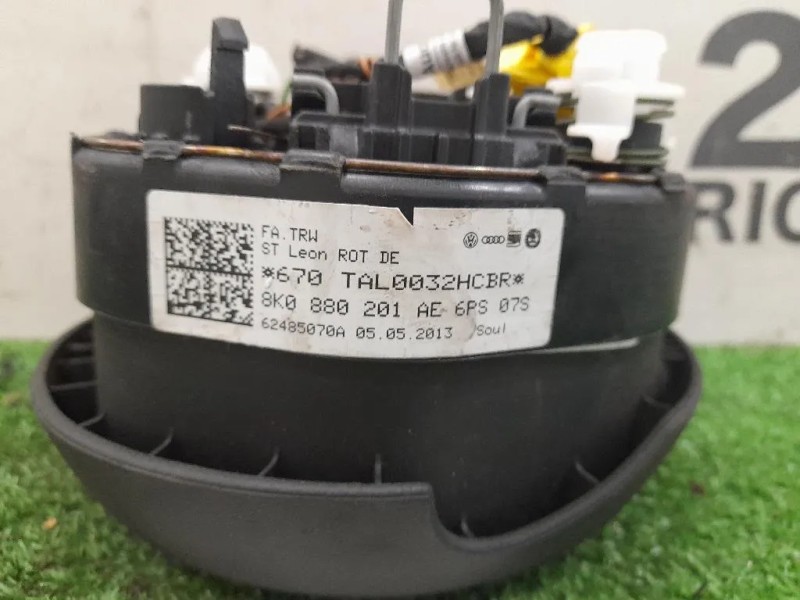 FA.TRW
ST Leon ROT DE
*670 TAL0032HCBR*
8K0 880 201 AE 6PS 07S
62485070A 05.05.2013 Soul
2
RIC